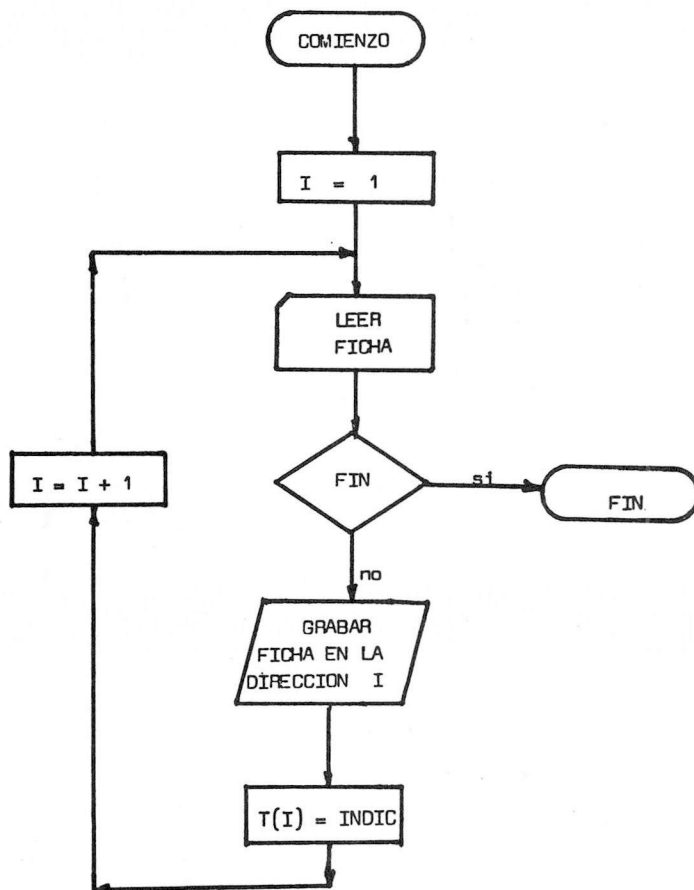 COMIENZO
I = 1
LEER
FICHA
FIN
si
FIN.
no
GRABAR
FICHA EN LA
DIRECCION I
T(I) = INDIC
I = I + 1